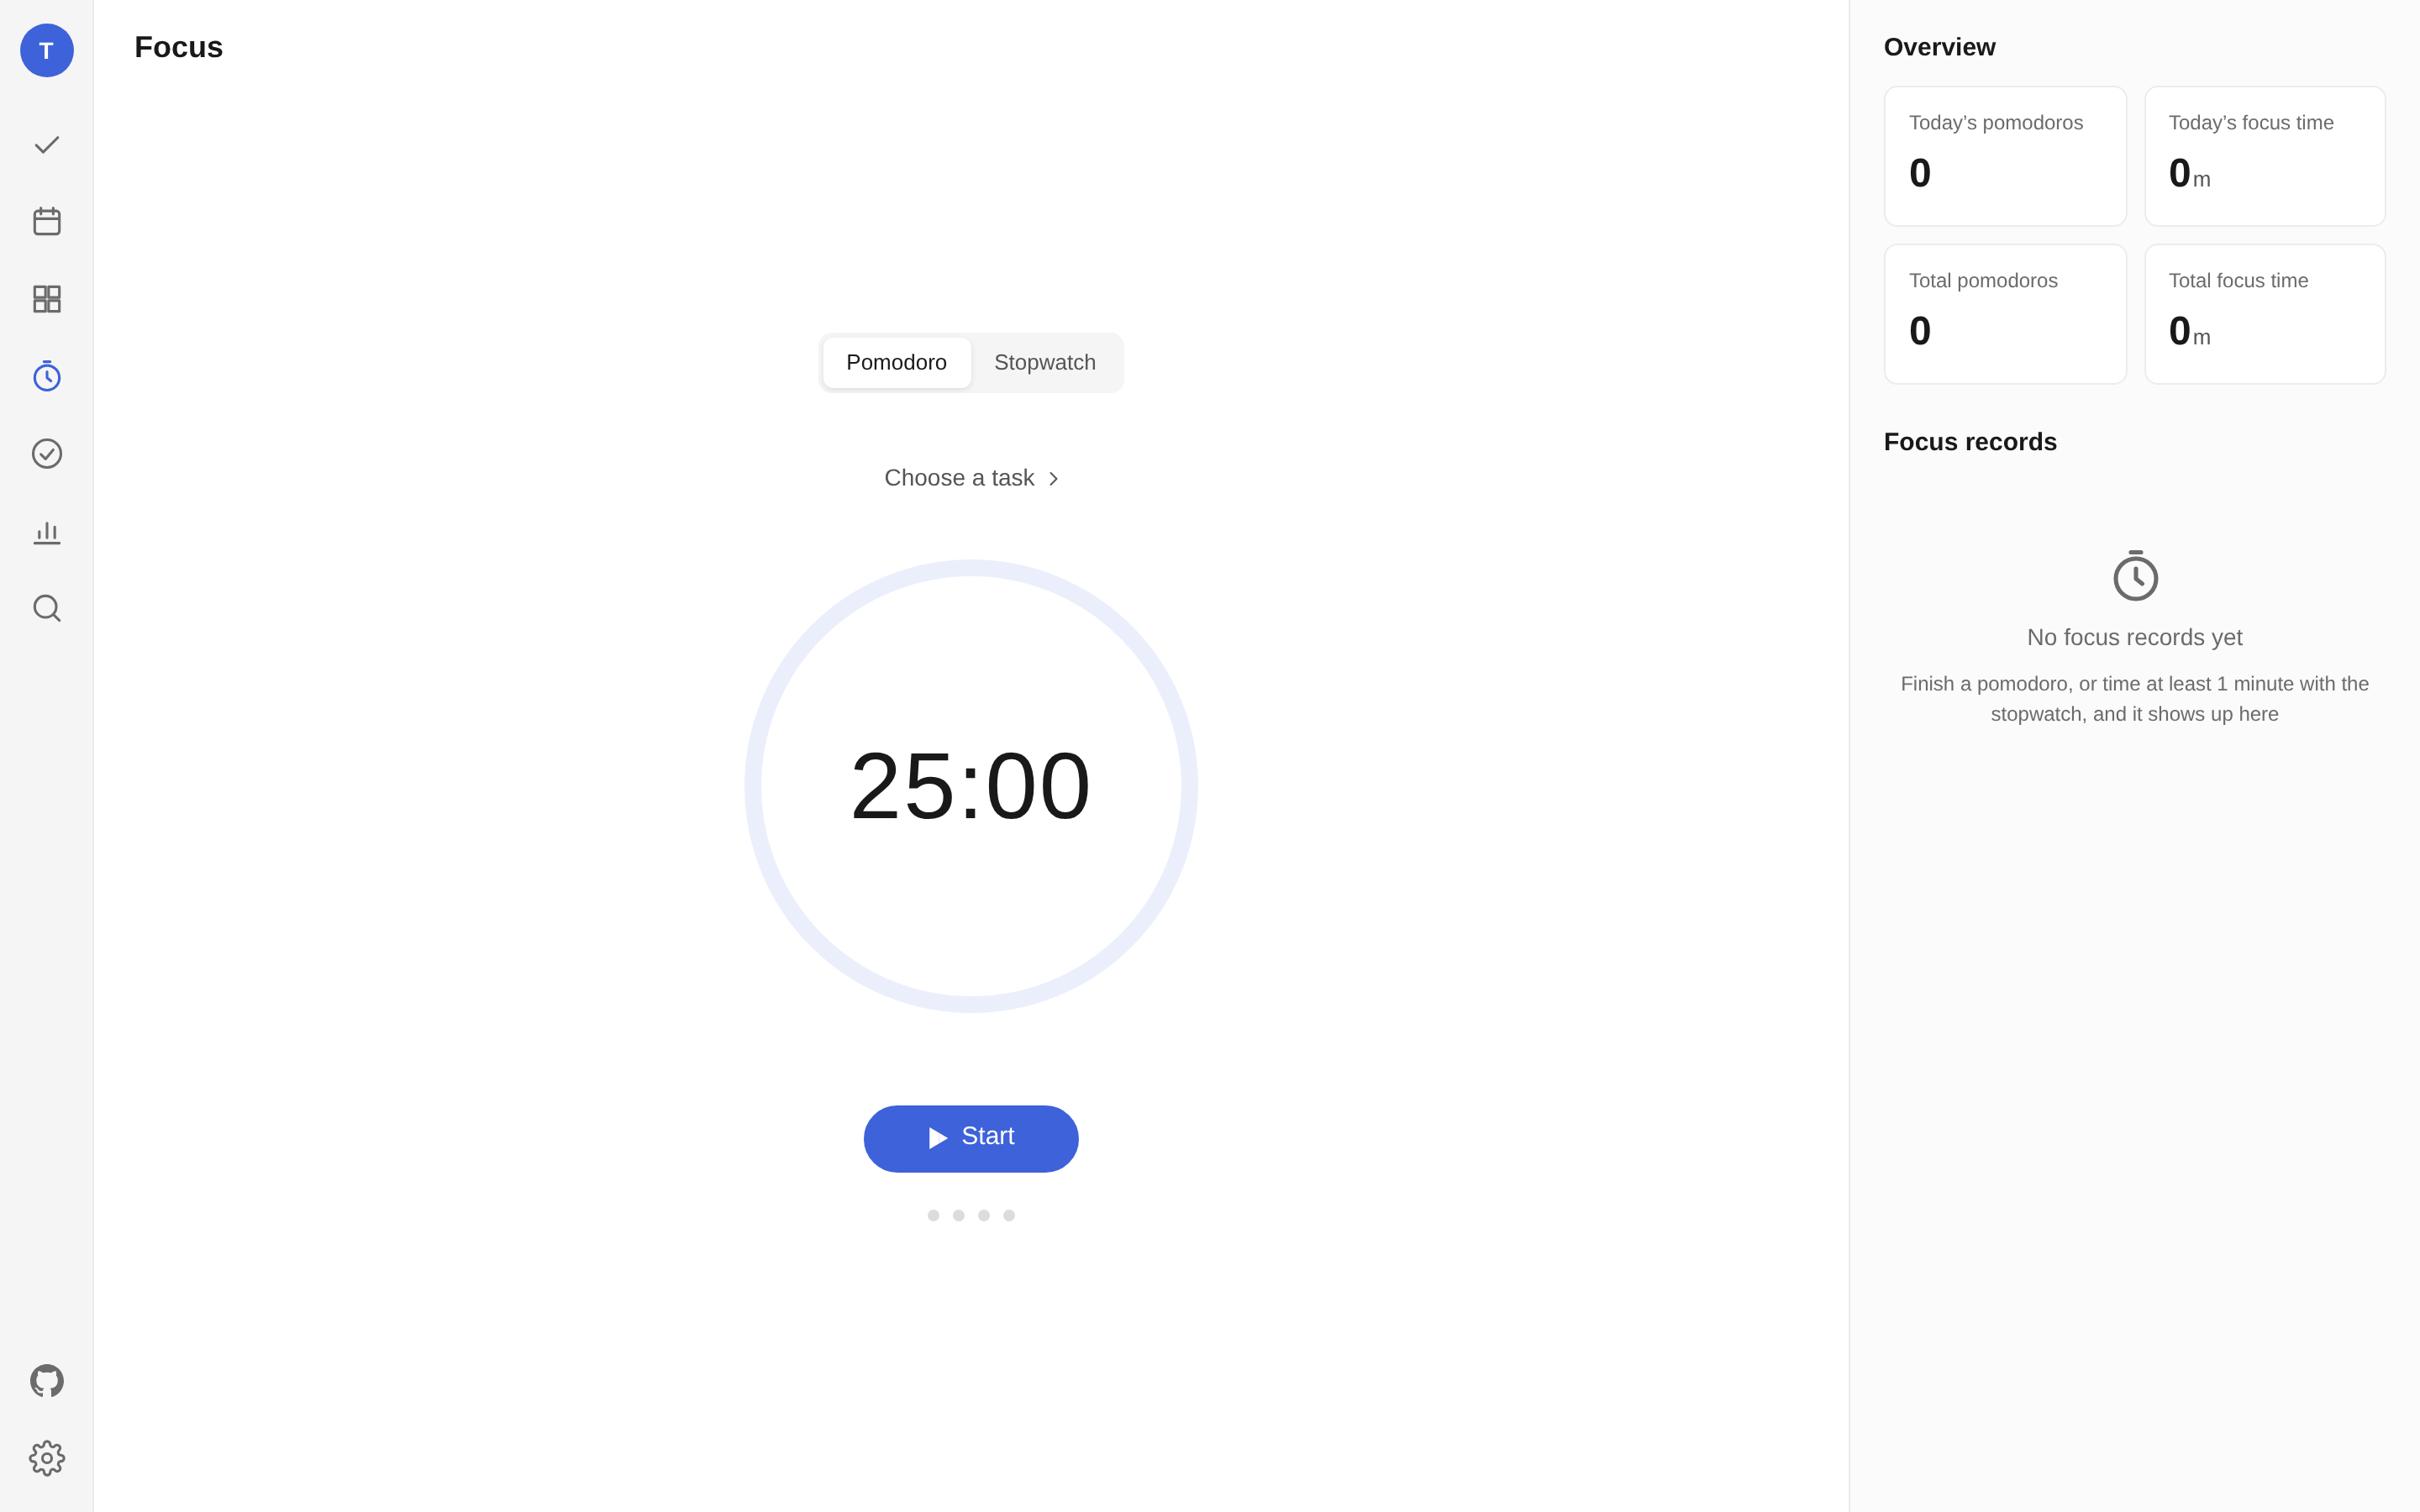 T
Focus
Pomodoro
Stopwatch
Choose a task
25:00
Start
Overview
Today’s pomodoros
0
Today’s focus time
0m
Total pomodoros
0
Total focus time
0m
Focus records
No focus records yet
Finish a pomodoro, or time at least 1 minute with the
stopwatch, and it shows up here